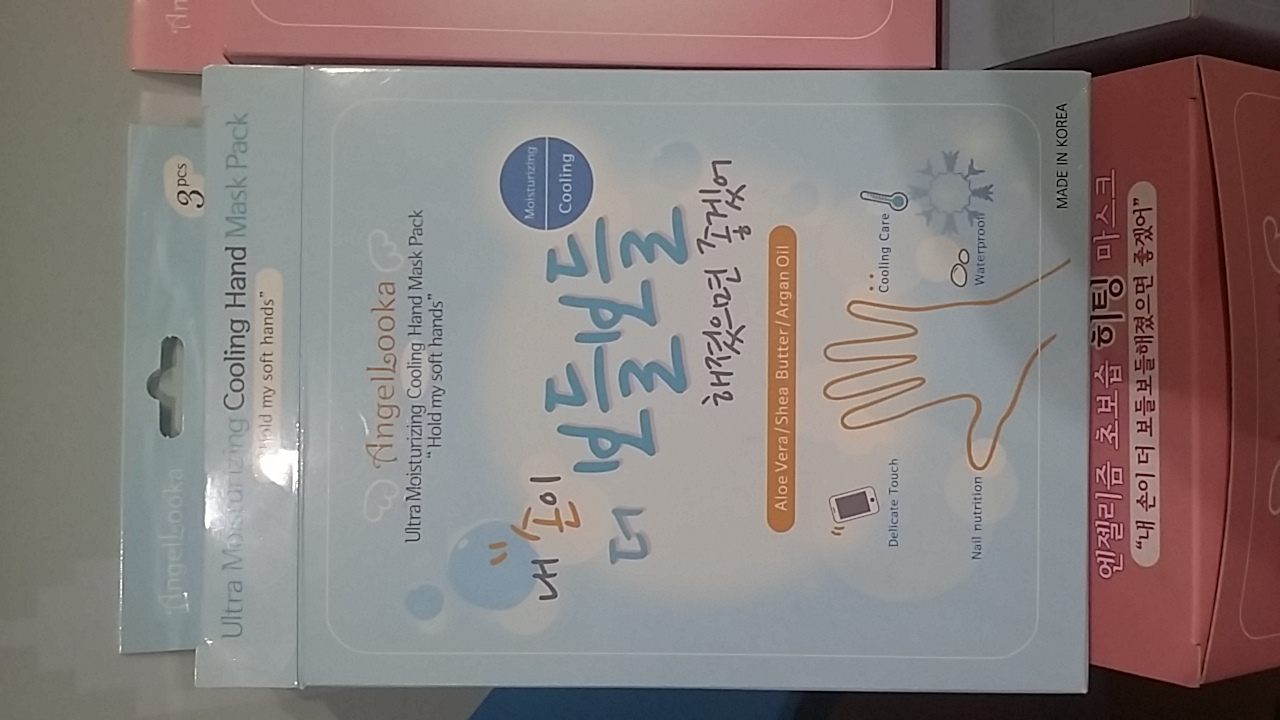 AngelLooka
3pcs
Ultra Moisturizing Cooling Hand Mask Pack
"Hold my soft hands"
AngelLooka
Ultra Moisturizing Cooling Hand Mask Pack
"Hold my soft hands"
Moisturizing
Cooling
내 손이
더 보들보들
해졌으면 좋겠어
Aloe Vera/Shea Butter/Argan Oil
Delicate Touch
Cooling Care
Nail nutrition
Waterproof
MADE IN KOREA
엔젤리즘 초보습 히팅 마스크
"내 손이 더 보들보들해졌으면 좋겠어"